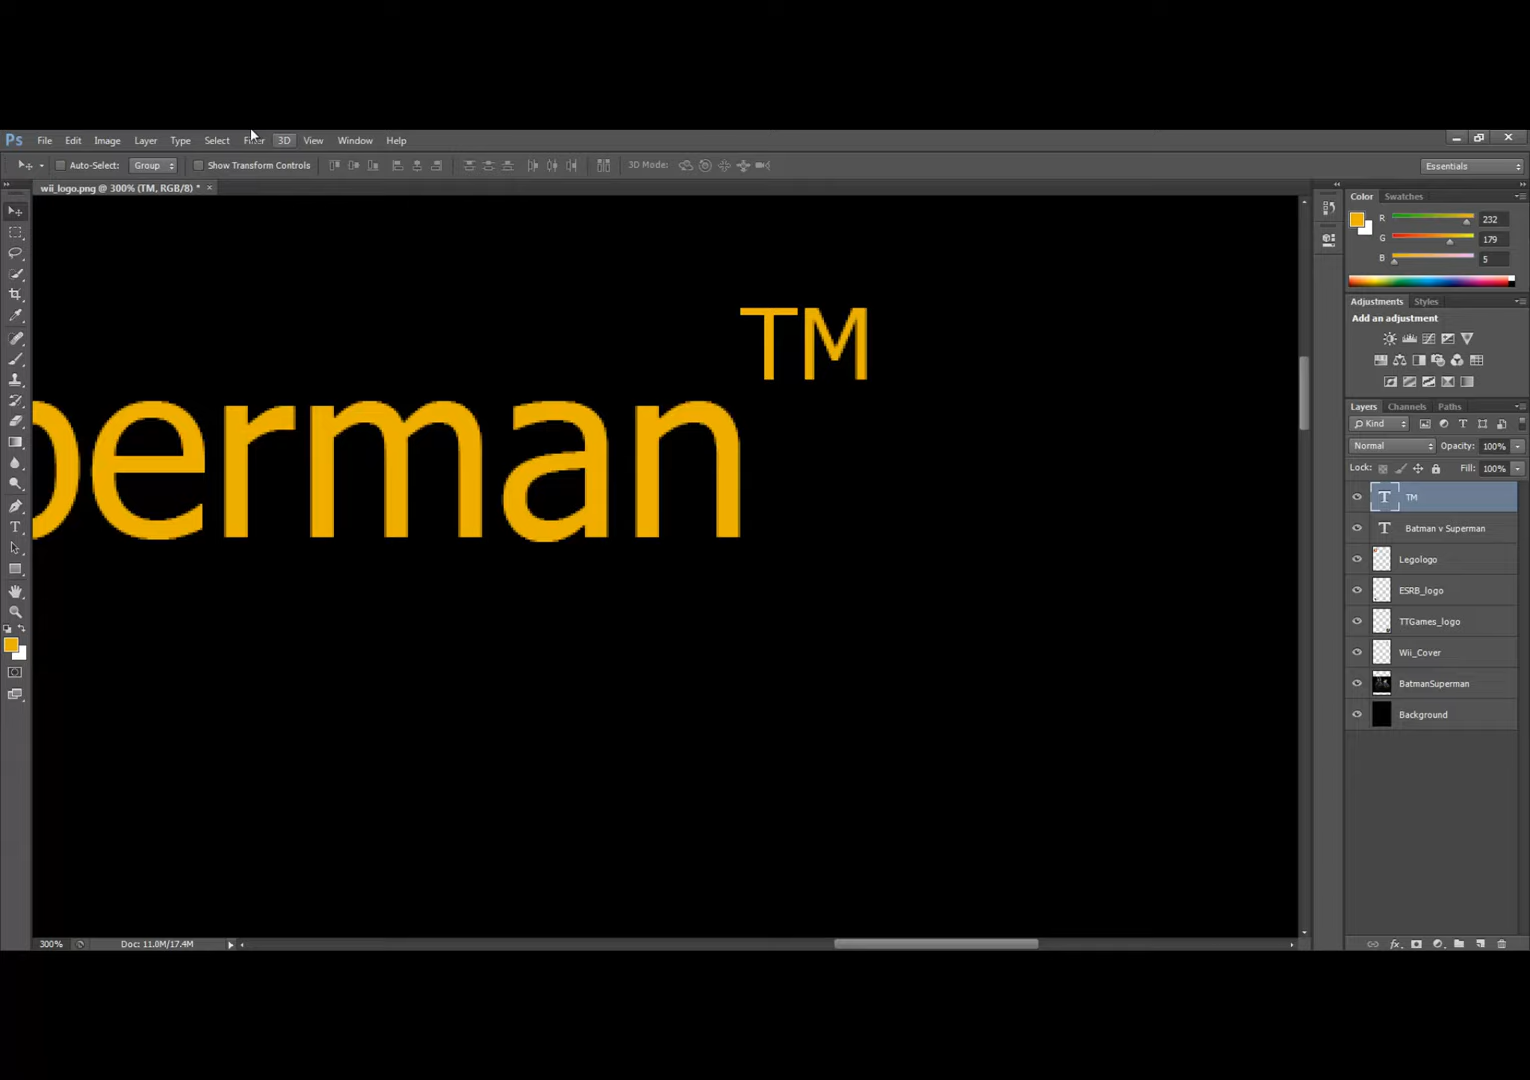 Ps File Edit Image Layer Type Select Filter 3D View Window Help
Auto-Select: Group Show Transform Controls 3D Mode: Essentials
wii_logo.png @ 300% (TM, RGB/8) * ×
Color Swatches
R 232
G 179
B 5
Adjustments Styles
Add an adjustment
TM
perman
Layers Channels Paths
Kind
Normal Opacity: 100%
Lock: Fill: 100%
T TM
T Batman v Superman
Legologo
ESRB_logo
TTGames_logo
Wii_Cover
BatmanSuperman
Background
300% Doc: 11.0M/17.4M
fx